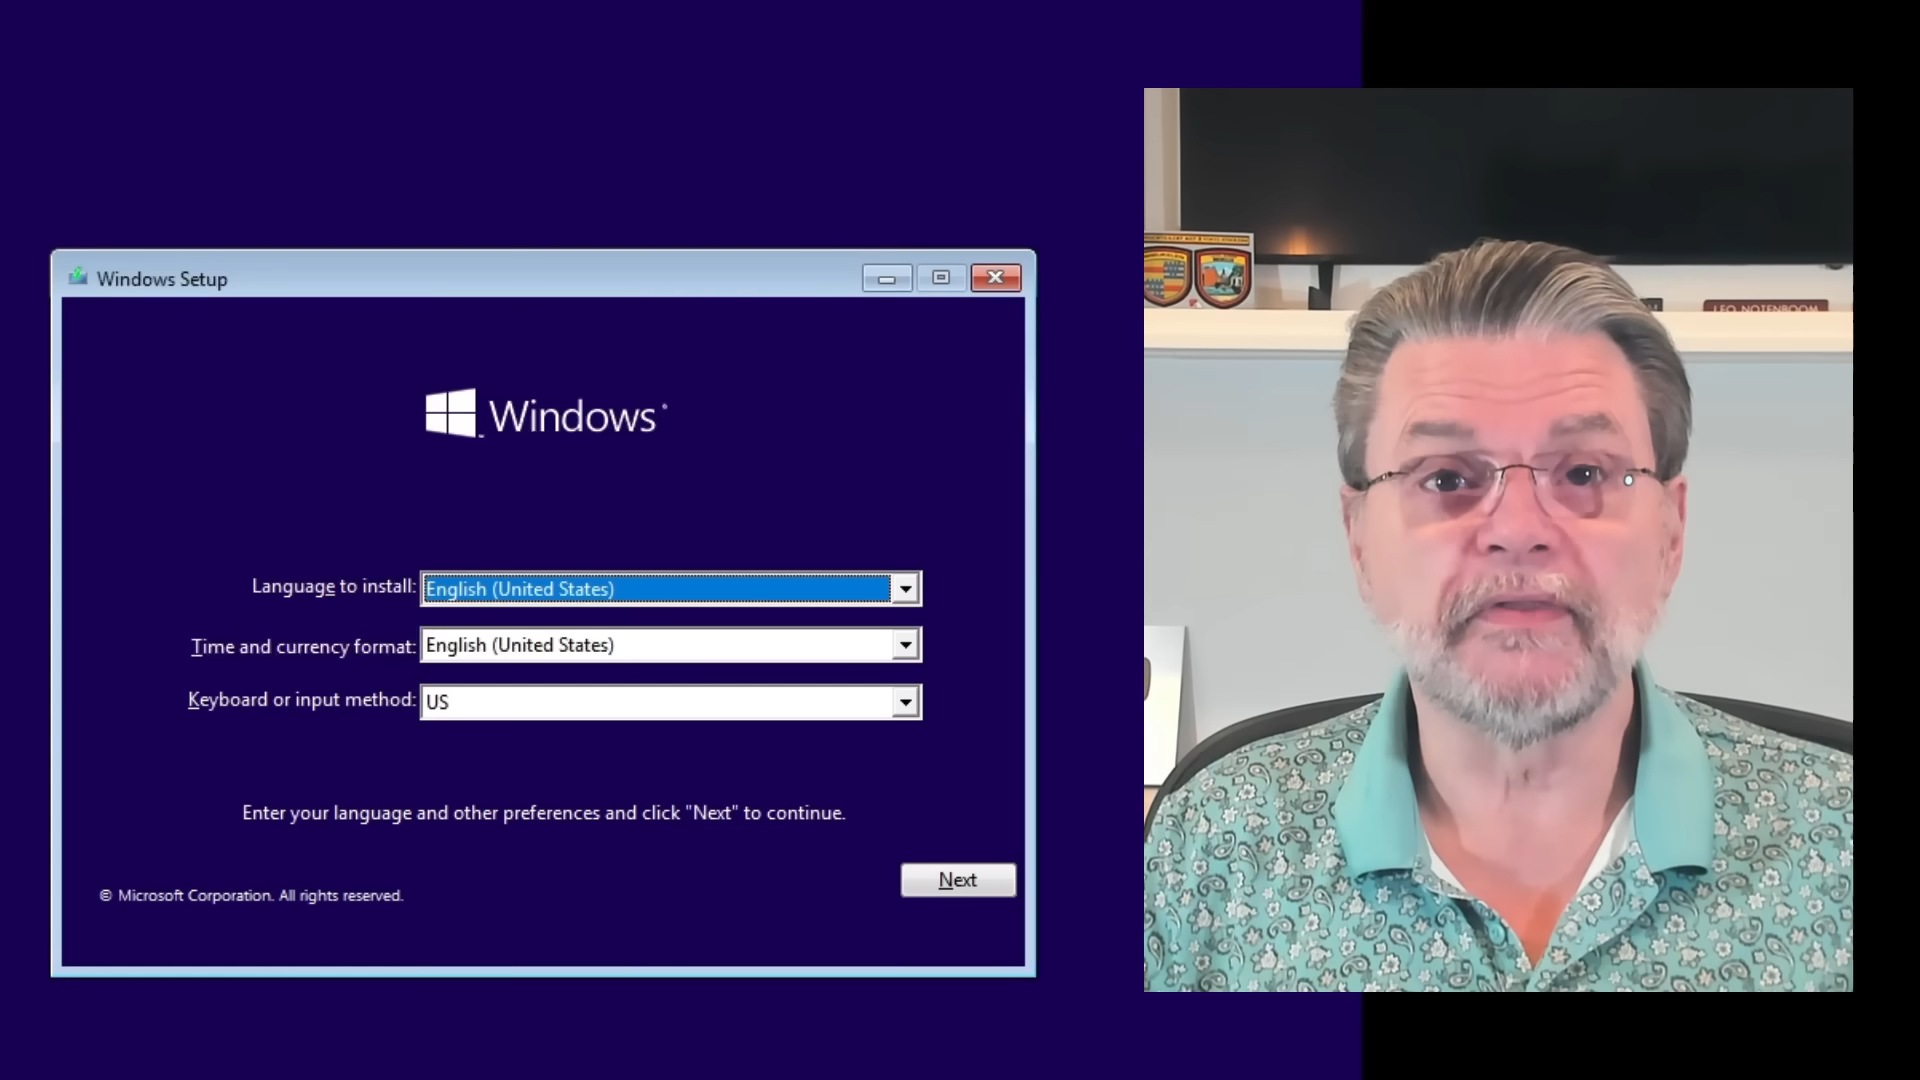 Windows Setup
Windows
Language to install: English (United States)
Time and currency format: English (United States)
Keyboard or input method: US
Enter your language and other preferences and click "Next" to continue.
Next
© Microsoft Corporation. All rights reserved.
LEO NOTENBOOM